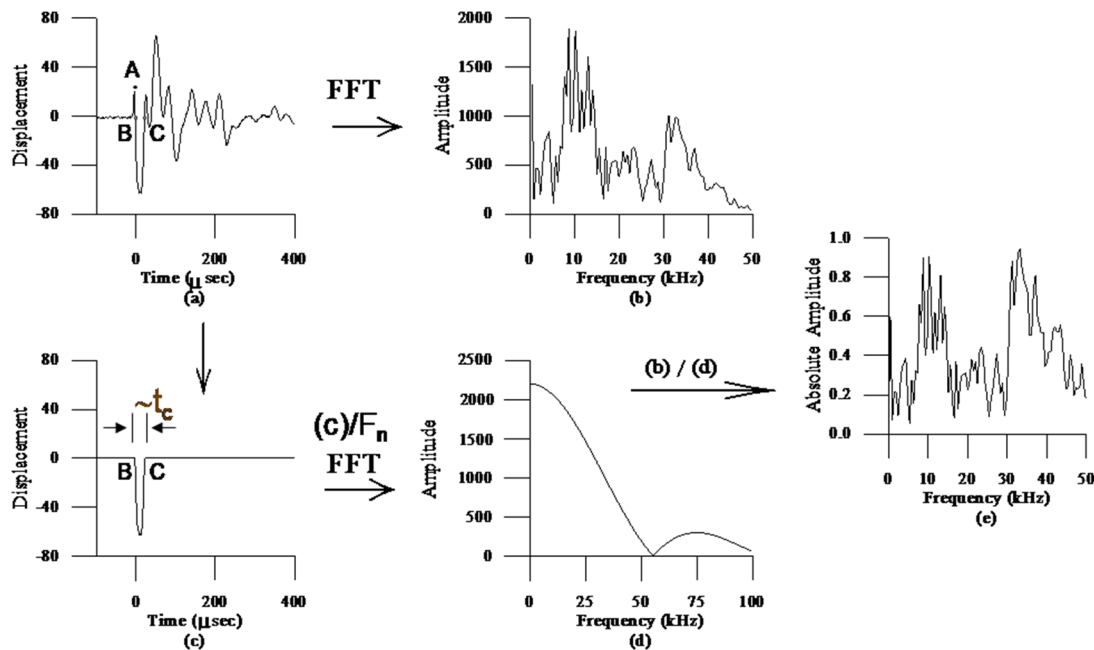 80
40
0
-40
-80
Displacement
A
B
C
0
200
400
Time (μ sec)
(a)
FFT
2000
1500
1000
500
0
Amplitude
0
10
20
30
40
50
Frequency (kHz)
(b)
80
40
0
-40
-80
Displacement
~tc
B
C
0
200
400
Time (μsec)
(c)
(c)/Fn
FFT
2500
2000
1500
1000
500
0
Amplitude
0
25
50
75
100
Frequency (kHz)
(d)
(b) / (d)
1.0
0.8
0.6
0.4
0.2
0.0
Absolute Amplitude
0
10
20
30
40
50
Frequency (kHz)
(e)